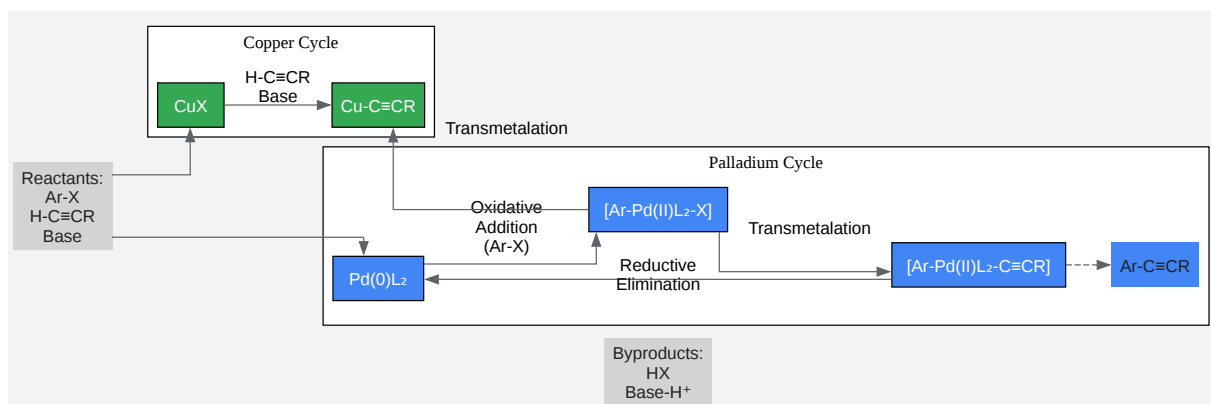 Copper Cycle
H-C≡CR
Base
CuX
Cu-C≡CR
Transmetalation
Palladium Cycle
Reactants:
Ar-X
H-C≡CR
Base
Oxidative
Addition
(Ar-X)
[Ar-Pd(II)L₂-X]
Transmetalation
Pd(0)L₂
Reductive
Elimination
[Ar-Pd(II)L₂-C≡CR]
Ar-C≡CR
Byproducts:
HX
Base-H⁺